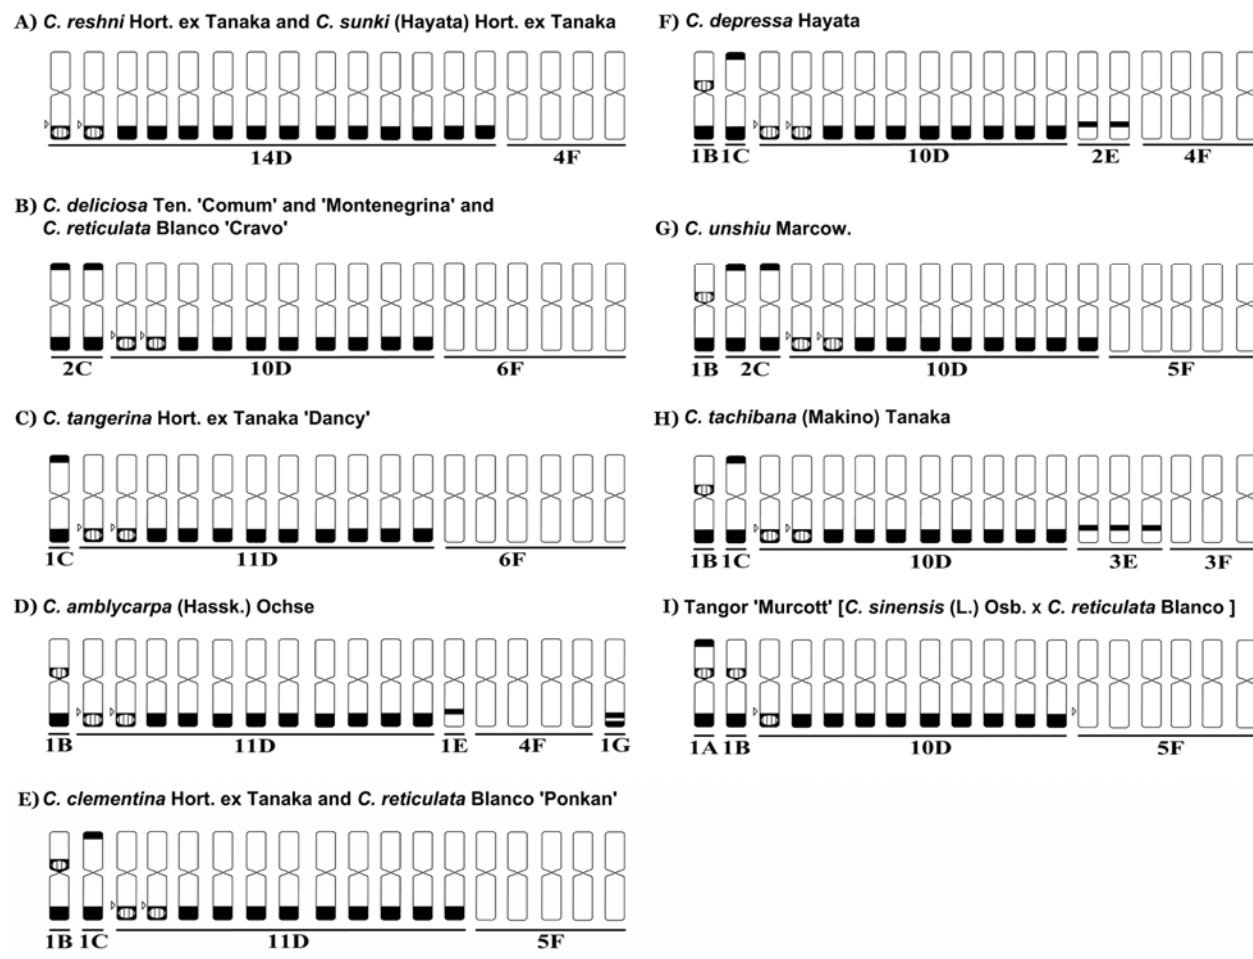 A) C. reshni Hort. ex Tanaka and C. sunki (Hayata) Hort. ex Tanaka
14D 4F
B) C. deliciosa Ten. 'Comum' and 'Montenegrina' and
C. reticulata Blanco 'Cravo'
2C 10D 6F
C) C. tangerina Hort. ex Tanaka 'Dancy'
1C 11D 6F
D) C. amblycarpa (Hassk.) Ochse
1B 11D 1E 4F 1G
E) C. clementina Hort. ex Tanaka and C. reticulata Blanco 'Ponkan'
1B 1C 11D 5F
F) C. depressa Hayata
1B 1C 10D 2E 4F
G) C. unshiu Marcow.
1B 2C 10D 5F
H) C. tachibana (Makino) Tanaka
1B 1C 10D 3E 3F
I) Tangor 'Murcott' [C. sinensis (L.) Osb. x C. reticulata Blanco ]
1A 1B 10D 5F